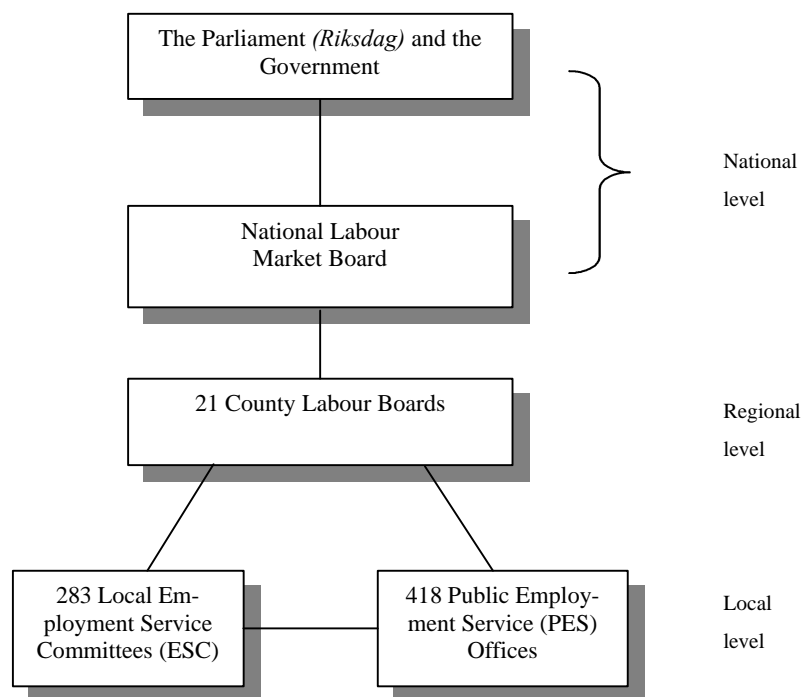 The Parliament (Riksdag) and the
Government
National
level
National Labour
Market Board
21 County Labour Boards
Regional
level
283 Local Em-
ployment Service
Committees (ESC)
418 Public Employ-
ment Service (PES)
Offices
Local
level